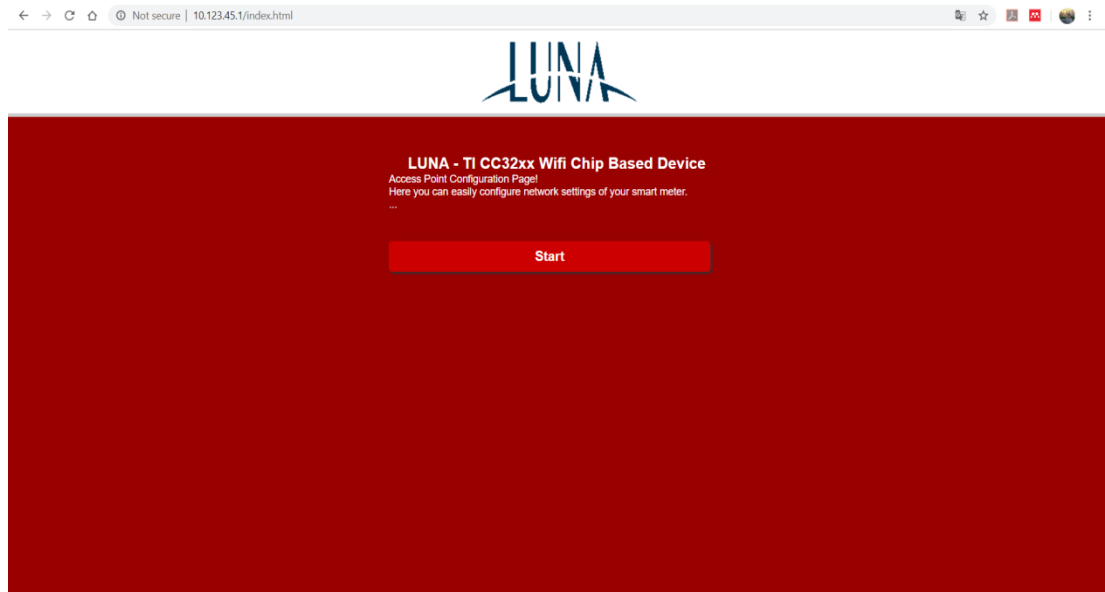 Not secure | 10.123.45.1/index.html
LUNA
LUNA - TI CC32xx Wifi Chip Based Device
Access Point Configuration Page!
Here you can easily configure network settings of your smart meter.
...
Start